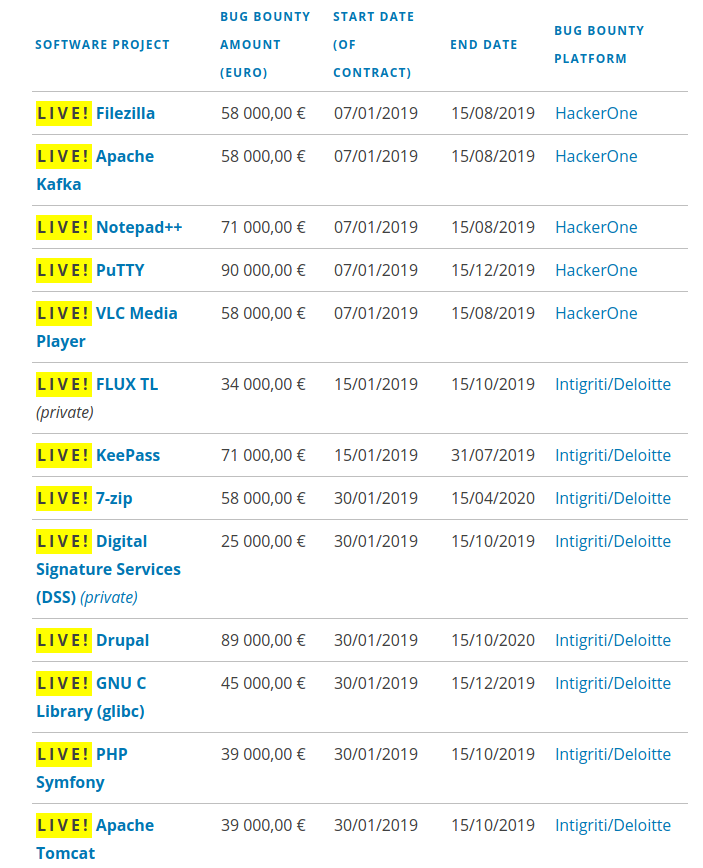 SOFTWARE PROJECT BUG BOUNTY AMOUNT (EURO) START DATE (OF CONTRACT) END DATE BUG BOUNTY PLATFORM
LIVE! Filezilla 58 000,00 € 07/01/2019 15/08/2019 HackerOne
LIVE! Apache Kafka 58 000,00 € 07/01/2019 15/08/2019 HackerOne
LIVE! Notepad++ 71 000,00 € 07/01/2019 15/08/2019 HackerOne
LIVE! PuTTY 90 000,00 € 07/01/2019 15/12/2019 HackerOne
LIVE! VLC Media Player 58 000,00 € 07/01/2019 15/08/2019 HackerOne
LIVE! FLUX TL (private) 34 000,00 € 15/01/2019 15/10/2019 Intigriti/Deloitte
LIVE! KeePass 71 000,00 € 15/01/2019 31/07/2019 Intigriti/Deloitte
LIVE! 7-zip 58 000,00 € 30/01/2019 15/04/2020 Intigriti/Deloitte
LIVE! Digital Signature Services (DSS) (private) 25 000,00 € 30/01/2019 15/10/2019 Intigriti/Deloitte
LIVE! Drupal 89 000,00 € 30/01/2019 15/10/2020 Intigriti/Deloitte
LIVE! GNU C Library (glibc) 45 000,00 € 30/01/2019 15/12/2019 Intigriti/Deloitte
LIVE! PHP Symfony 39 000,00 € 30/01/2019 15/10/2019 Intigriti/Deloitte
LIVE! Apache Tomcat 39 000,00 € 30/01/2019 15/10/2019 Intigriti/Deloitte